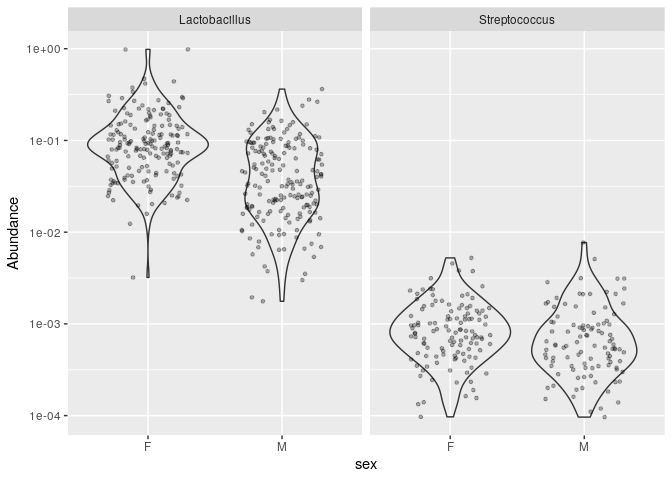 Lactobacillus
Streptococcus
1e+00
1e-01
1e-02
1e-03
1e-04
Abundance
F
M
F
M
sex